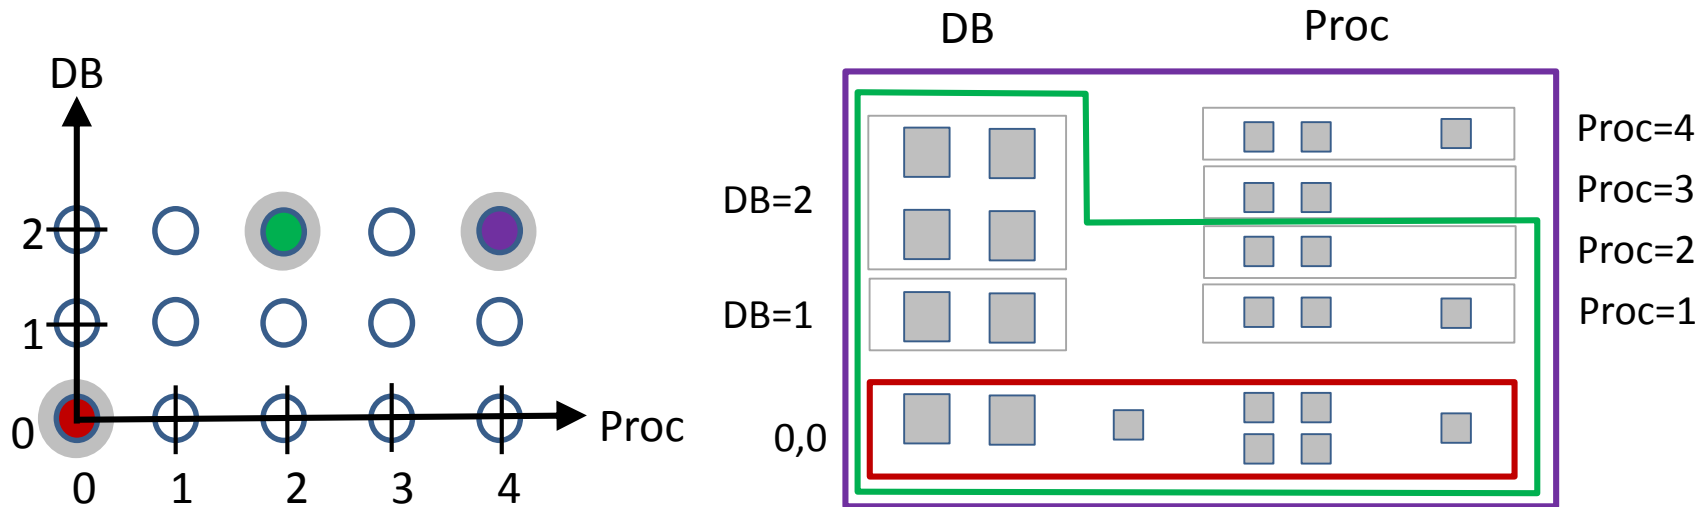 DB
2
1
0
0
1
2
3
4
Proc
DB
Proc
DB=2
DB=1
0,0
Proc=4
Proc=3
Proc=2
Proc=1